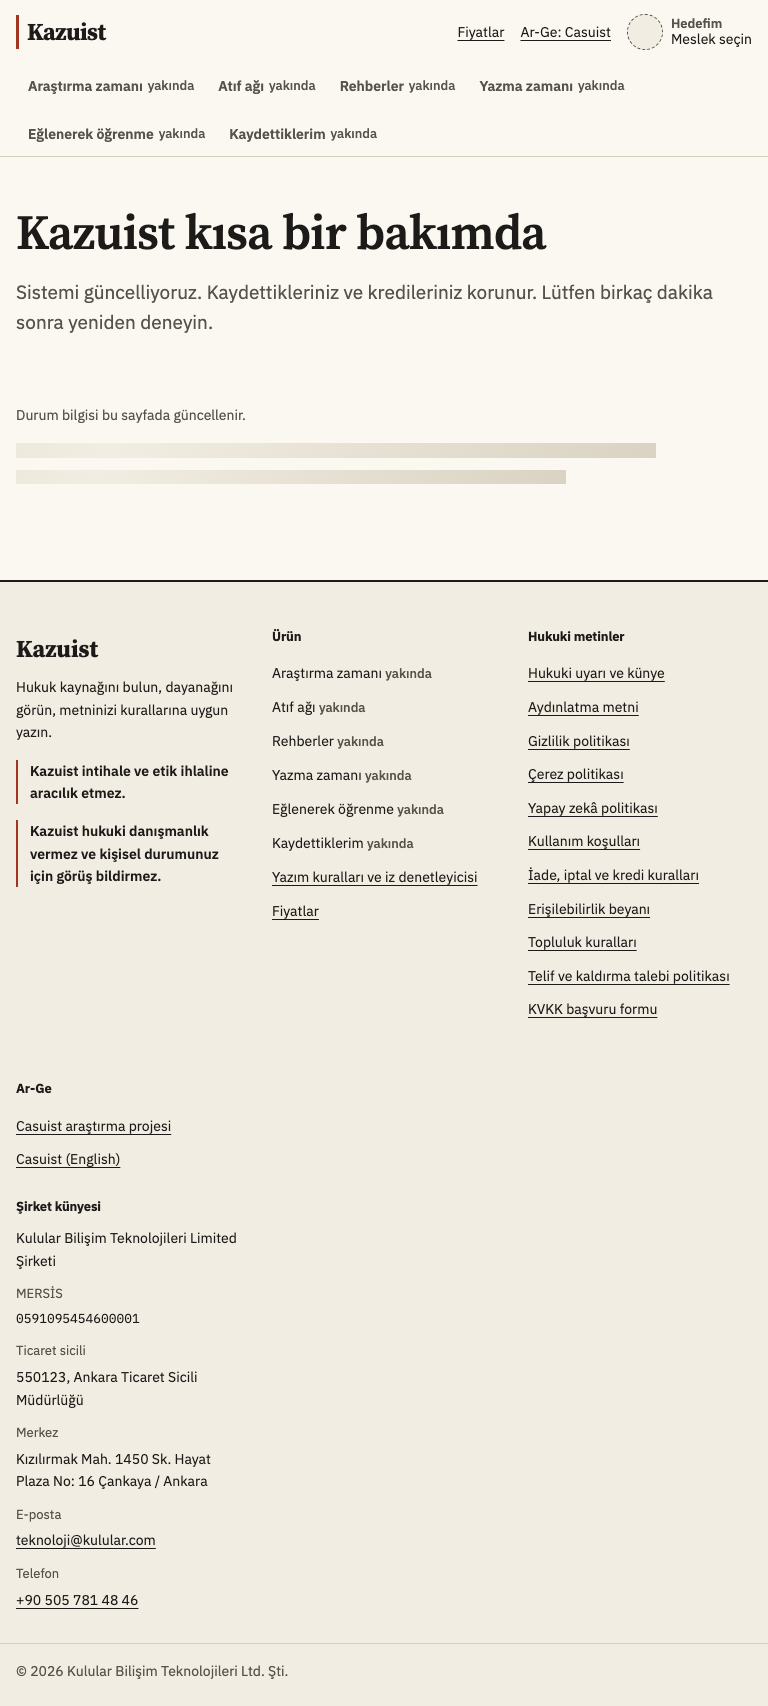 Kazuist
Fiyatlar
Ar-Ge: Casuist
Hedefim
Meslek seçin
Araştırma zamanı yakında
Atıf ağı yakında
Rehberler yakında
Yazma zamanı yakında
Eğlenerek öğrenme yakında
Kaydettiklerim yakında
Kazuist kısa bir bakımda
Sistemi güncelliyoruz. Kaydettikleriniz ve kredileriniz korunur. Lütfen birkaç dakika
sonra yeniden deneyin.
Durum bilgisi bu sayfada güncellenir.
Kazuist
Hukuk kaynağını bulun, dayanağını
görün, metninizi kurallarına uygun
yazın.
Kazuist intihale ve etik ihlaline
aracılık etmez.
Kazuist hukuki danışmanlık
vermez ve kişisel durumunuz
için görüş bildirmez.
Ürün
Araştırma zamanı yakında
Atıf ağı yakında
Rehberler yakında
Yazma zamanı yakında
Eğlenerek öğrenme yakında
Kaydettiklerim yakında
Yazım kuralları ve iz denetleyicisi
Fiyatlar
Hukuki metinler
Hukuki uyarı ve künye
Aydınlatma metni
Gizlilik politikası
Çerez politikası
Yapay zekâ politikası
Kullanım koşulları
İade, iptal ve kredi kuralları
Erişilebilirlik beyanı
Topluluk kuralları
Telif ve kaldırma talebi politikası
KVKK başvuru formu
Ar-Ge
Casuist araştırma projesi
Casuist (English)
Şirket künyesi
Kulular Bilişim Teknolojileri Limited
Şirketi
MERSİS
0591095454600001
Ticaret sicili
550123, Ankara Ticaret Sicili
Müdürlüğü
Merkez
Kızılırmak Mah. 1450 Sk. Hayat
Plaza No: 16 Çankaya / Ankara
E-posta
teknoloji@kulular.com
Telefon
+90 505 781 48 46
© 2026 Kulular Bilişim Teknolojileri Ltd. Şti.